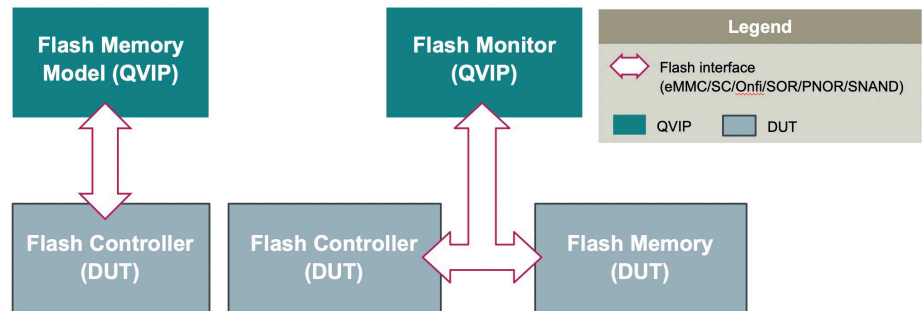 Flash Memory
Model (QVIP)
Flash Monitor
(QVIP)
Legend
Flash interface
(eMMC/SC/Onfi/SOR/PNOR/SNAND)
QVIP
DUT
Flash Controller
(DUT)
Flash Controller
(DUT)
Flash Memory
(DUT)